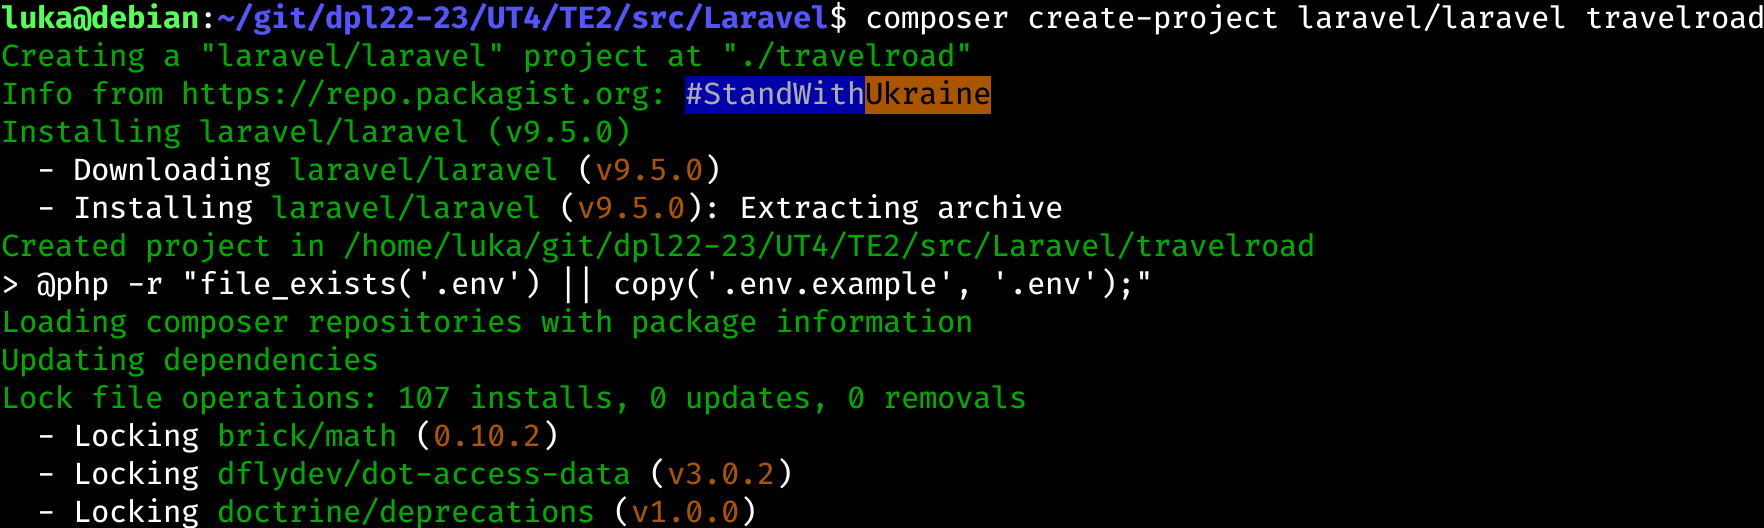 luka@debian:~/git/dpl22-23/UT4/TE2/src/Laravel$ composer create-project laravel/laravel travelroad
Creating a "laravel/laravel" project at "./travelroad"
Info from https://repo.packagist.org: #StandWithUkraine
Installing laravel/laravel (v9.5.0)
  - Downloading laravel/laravel (v9.5.0)
  - Installing laravel/laravel (v9.5.0): Extracting archive
Created project in /home/luka/git/dpl22-23/UT4/TE2/src/Laravel/travelroad
> @php -r "file_exists('.env') || copy('.env.example', '.env');"
Loading composer repositories with package information
Updating dependencies
Lock file operations: 107 installs, 0 updates, 0 removals
  - Locking brick/math (0.10.2)
  - Locking dflydev/dot-access-data (v3.0.2)
  - Locking doctrine/deprecations (v1.0.0)